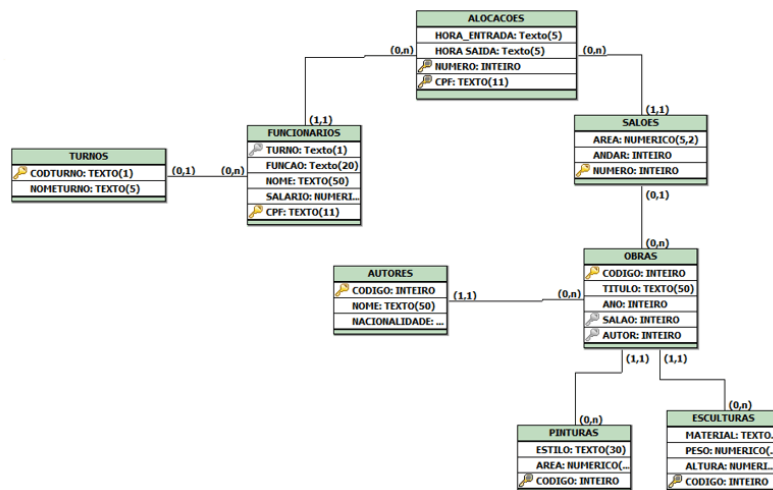 ALOCACOES
HORA_ENTRADA: Texto(5)
HORA SAIDA: Texto(5)
NUMERO: INTEIRO
CPF: TEXTO(11)
(0,n)
(0,n)
(1,1)
(1,1)
FUNCIONARIOS
TURNO: Texto(1)
FUNCAO: Texto(20)
NOME: TEXTO(50)
SALARIO: NUMERI...
CPF: TEXTO(11)
SALOES
AREA: NUMERICO(5,2)
ANDAR: INTEIRO
NUMERO: INTEIRO
TURNOS
CODTURNO: TEXTO(1)
NOMETURNO: TEXTO(5)
(0,1)
(0,n)
(0,1)
(0,n)
AUTORES
CODIGO: INTEIRO
NOME: TEXTO(50)
NACIONALIDADE: ...
(1,1)
(0,n)
OBRAS
CODIGO: INTEIRO
TITULO: TEXTO(50)
ANO: INTEIRO
SALAO: INTEIRO
AUTOR: INTEIRO
(1,1)
(1,1)
(0,n)
(0,n)
PINTURAS
ESTILO: TEXTO(30)
AREA: NUMERICO(...
CODIGO: INTEIRO
ESCULTURAS
MATERIAL: TEXTO...
PESO: NUMERICO(...
ALTURA: NUMERI...
CODIGO: INTEIRO